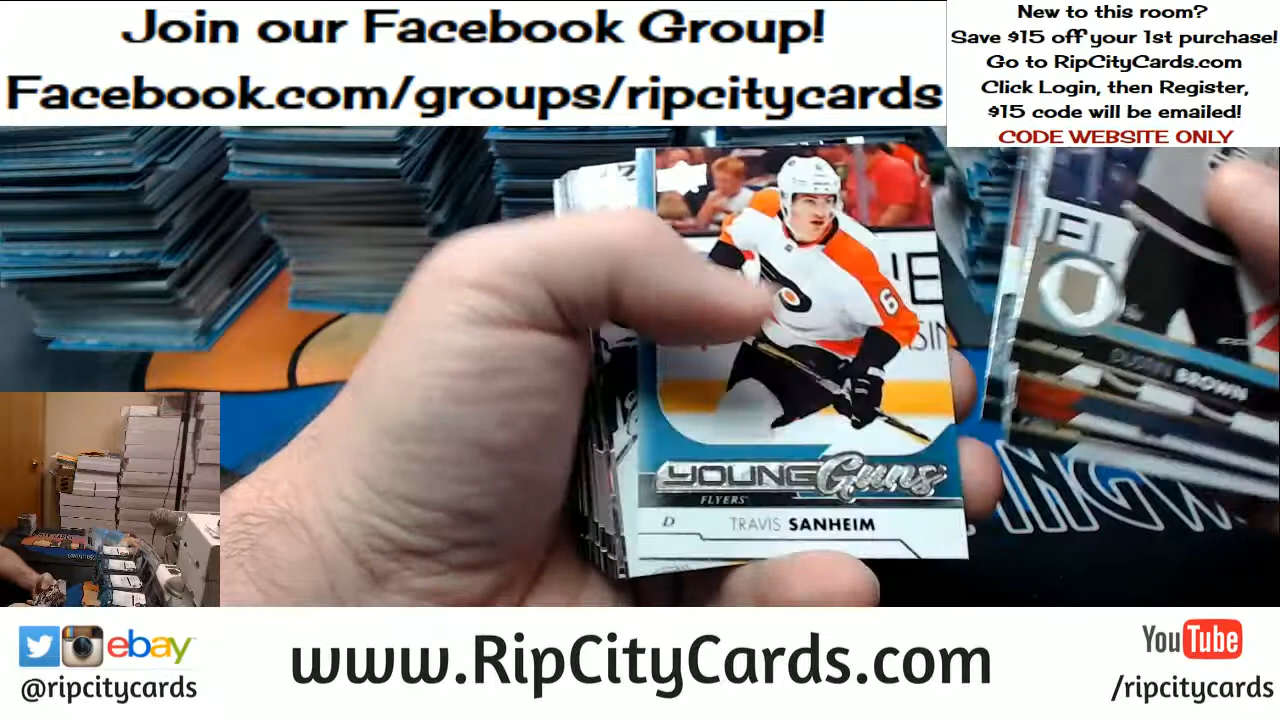 Join our Facebook Group!
Facebook.com/groups/ripcitycards
New to this room?
Save $15 off your 1st purchase!
Go to RipCityCards.com
Click Login, then Register,
$15 code will be emailed!
CODE WEBSITE ONLY
6
YOUNG Guns
FLYERS
D TRAVIS SANHEIM
DUSTIN BROWN
ebay
@ripcitycards
www.RipCityCards.com
YouTube
/ripcitycards